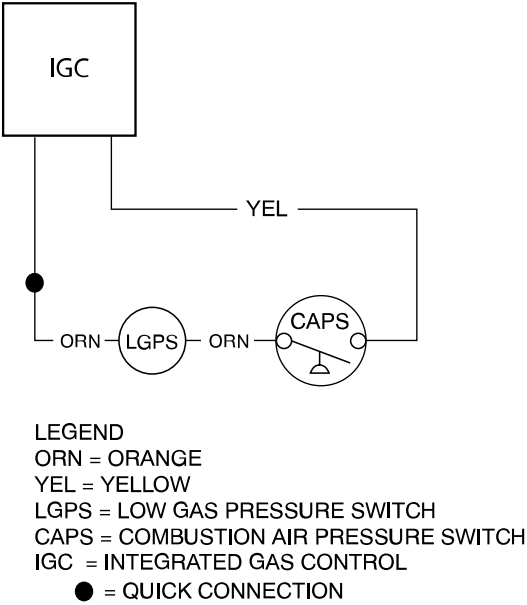 IGC
YEL
CAPS
ORN LGPS ORN
LEGEND
ORN = ORANGE
YEL = YELLOW
LGPS = LOW GAS PRESSURE SWITCH
CAPS = COMBUSTION AIR PRESSURE SWITCH
IGC = INTEGRATED GAS CONTROL
= QUICK CONNECTION